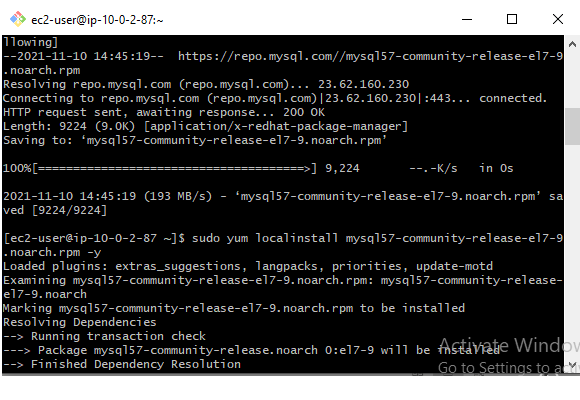 ec2-user@ip-10-0-2-87:~
llowing]
--2021-11-10 14:45:19--  https://repo.mysql.com//mysql57-community-release-el7-9
.noarch.rpm
Resolving repo.mysql.com (repo.mysql.com)... 23.62.160.230
Connecting to repo.mysql.com (repo.mysql.com)|23.62.160.230|:443... connected.
HTTP request sent, awaiting response... 200 OK
Length: 9224 (9.0K) [application/x-redhat-package-manager]
Saving to: ‘mysql57-community-release-el7-9.noarch.rpm’
100%[======================================>] 9,224       --.-K/s   in 0s
2021-11-10 14:45:19 (193 MB/s) - ‘mysql57-community-release-el7-9.noarch.rpm’ sa
ved [9224/9224]
[ec2-user@ip-10-0-2-87 ~]$ sudo yum localinstall mysql57-community-release-el7-9
.noarch.rpm -y
Loaded plugins: extras_suggestions, langpacks, priorities, update-motd
Examining mysql57-community-release-el7-9.noarch.rpm: mysql57-community-release-
el7-9.noarch
Marking mysql57-community-release-el7-9.noarch.rpm to be installed
Resolving Dependencies
--> Running transaction check
---> Package mysql57-community-release.noarch 0:el7-9 will be installed
--> Finished Dependency Resolution
Activate Window
Go to Settings to a